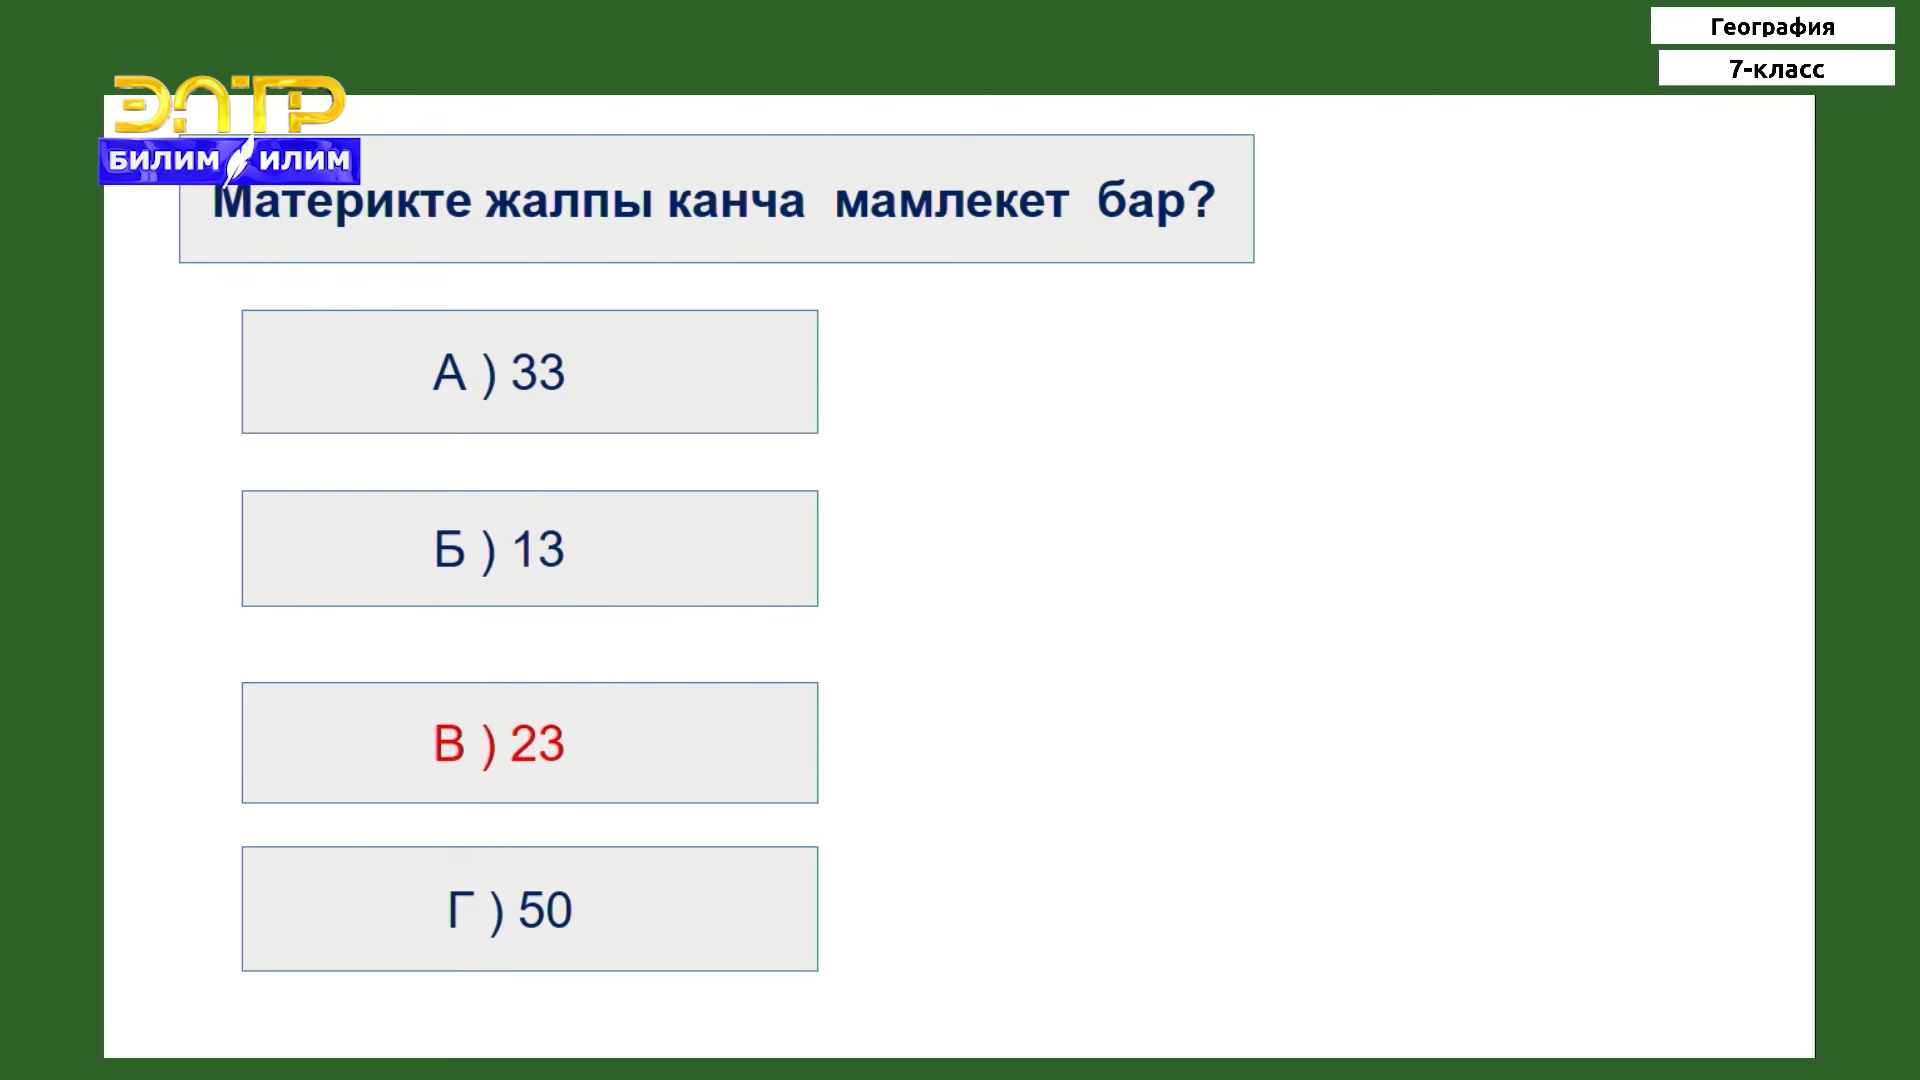 География
7-класс
ЭЛТР
БИЛИМ ИЛИМ
Материкте жалпы канча мамлекет бар?
А ) 33
Б ) 13
В ) 23
Г ) 50